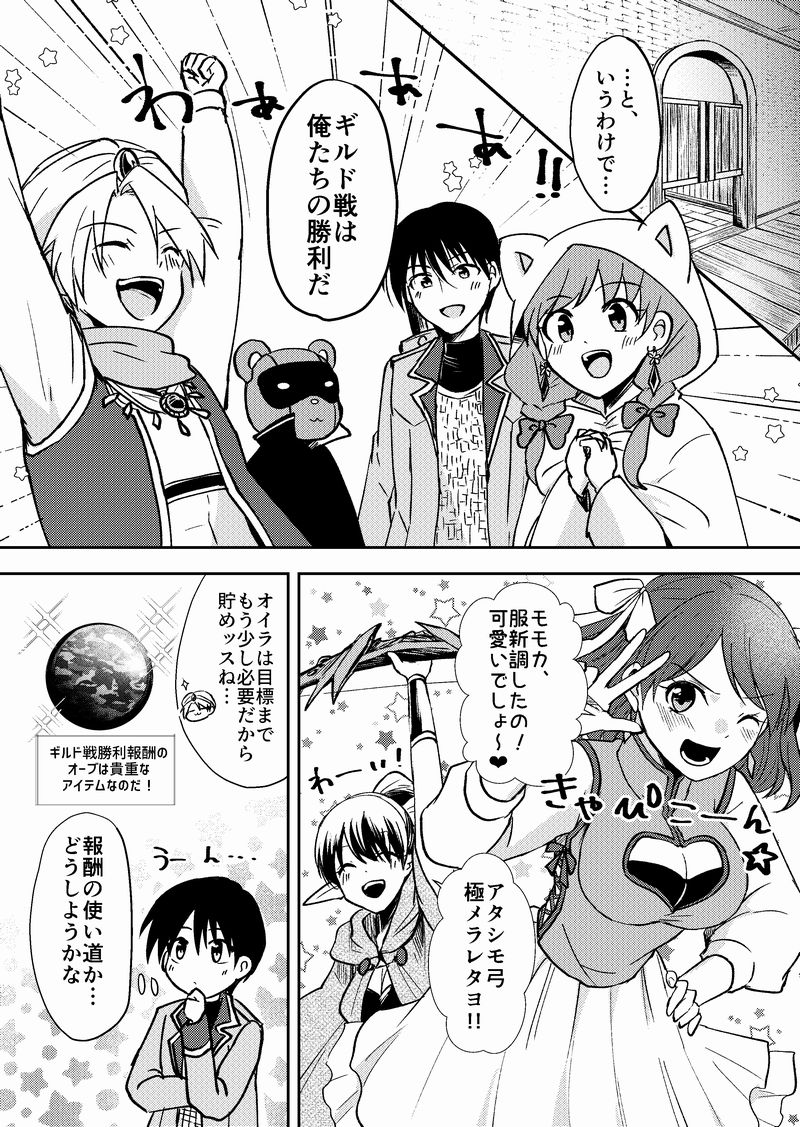 …と、
いうわけで…
ギルド戦は
俺たちの勝利だ
わぁぁぁぁ!!
モモカ、
服新調したの！
可愛いでしょ
～♥
きゃぴこーん☆
わーい!!
アタシモ弓
極メラレタヨ!!
オイラは目標まで
もう少し必要だから
貯めッスね…
ギルド戦勝利報酬の
オーブは貴重な
アイテムなのだ！
うーん…
報酬の使い道か…
どうしようかな